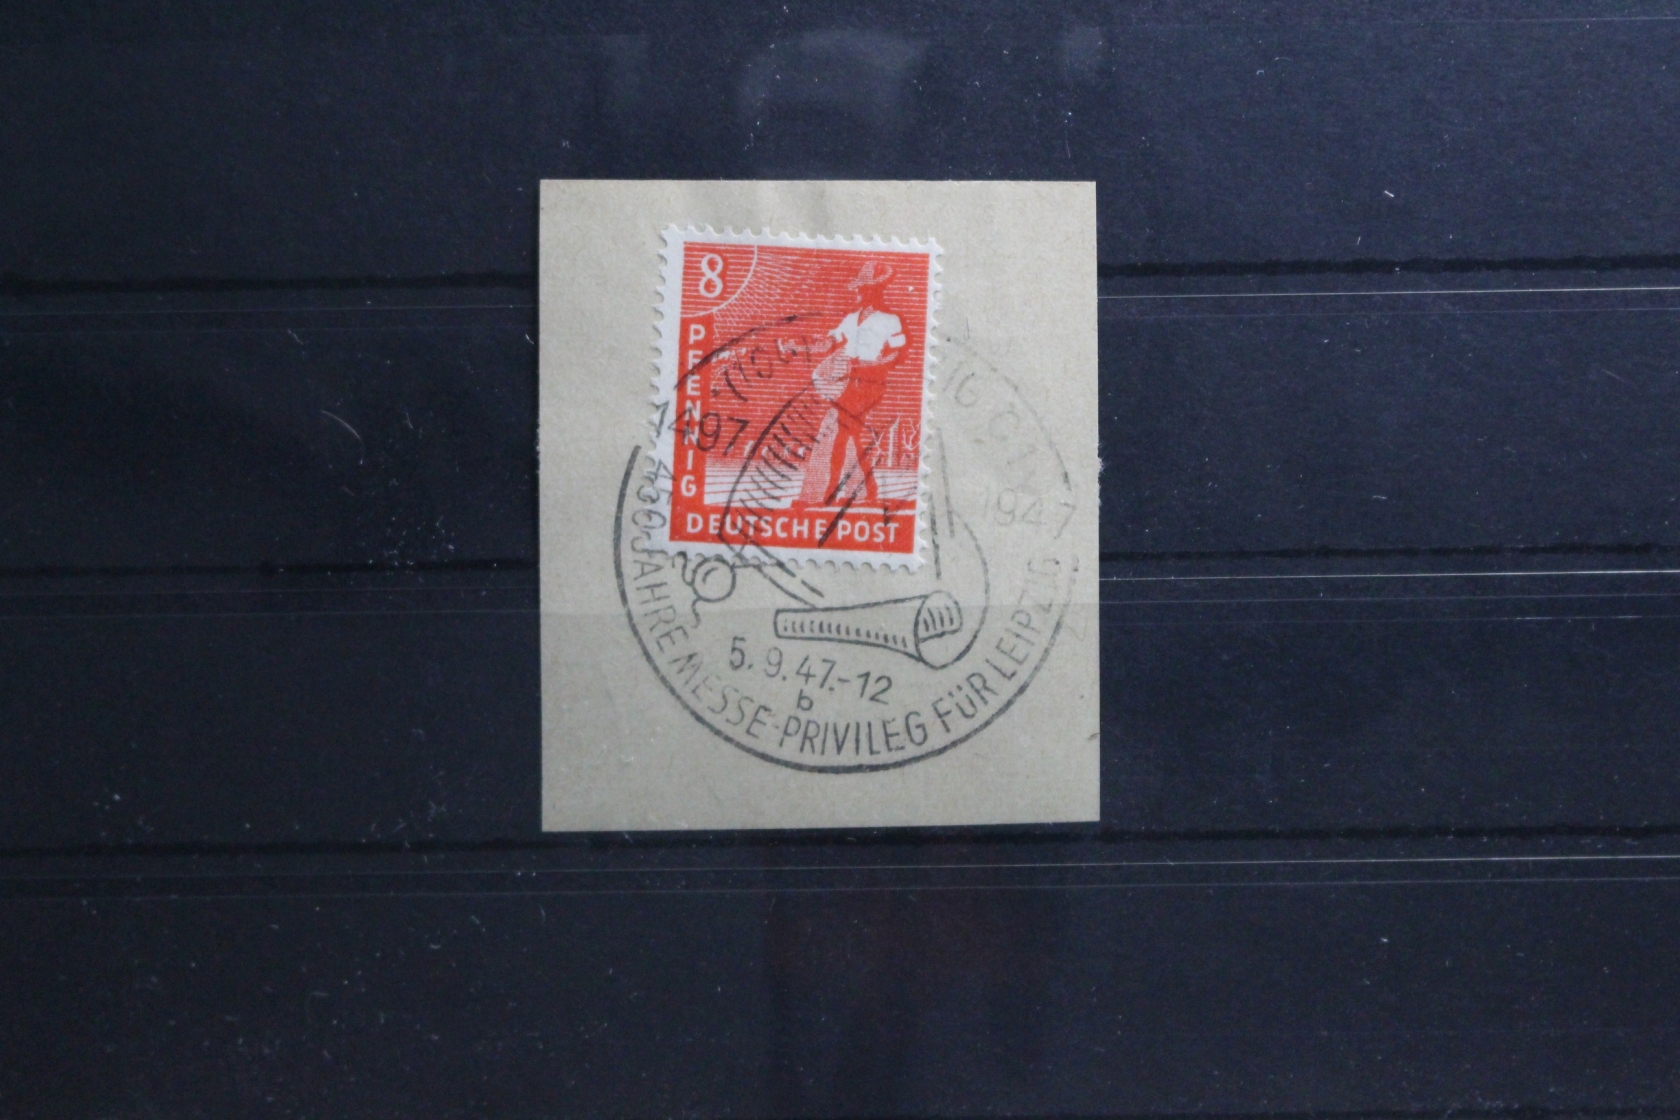 8
PFENNIG
DEUTSCHE POST
1497
1947
5.9.47.-12
b
450 JAHRE MESSE-PRIVILEG FÜR LEIPZIG